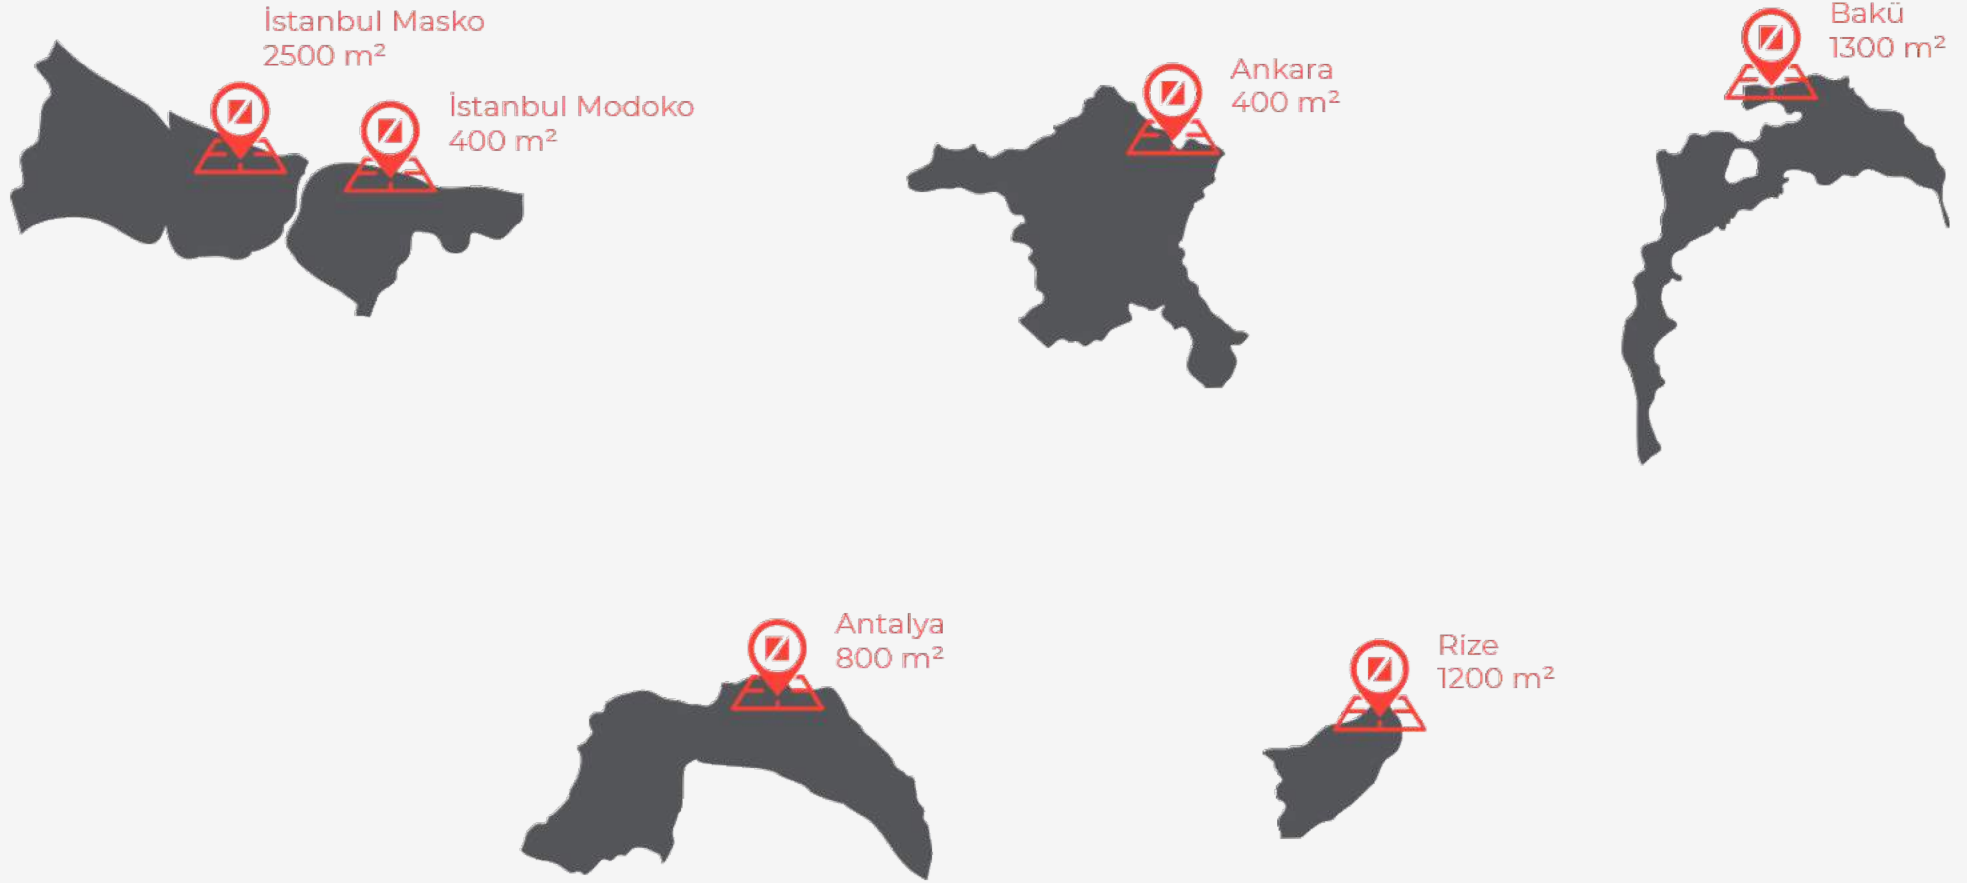 İstanbul Masko
2500 m²
İstanbul Modoko
400 m²
Ankara
400 m²
Bakü
1300 m²
Antalya
800 m²
Rize
1200 m²